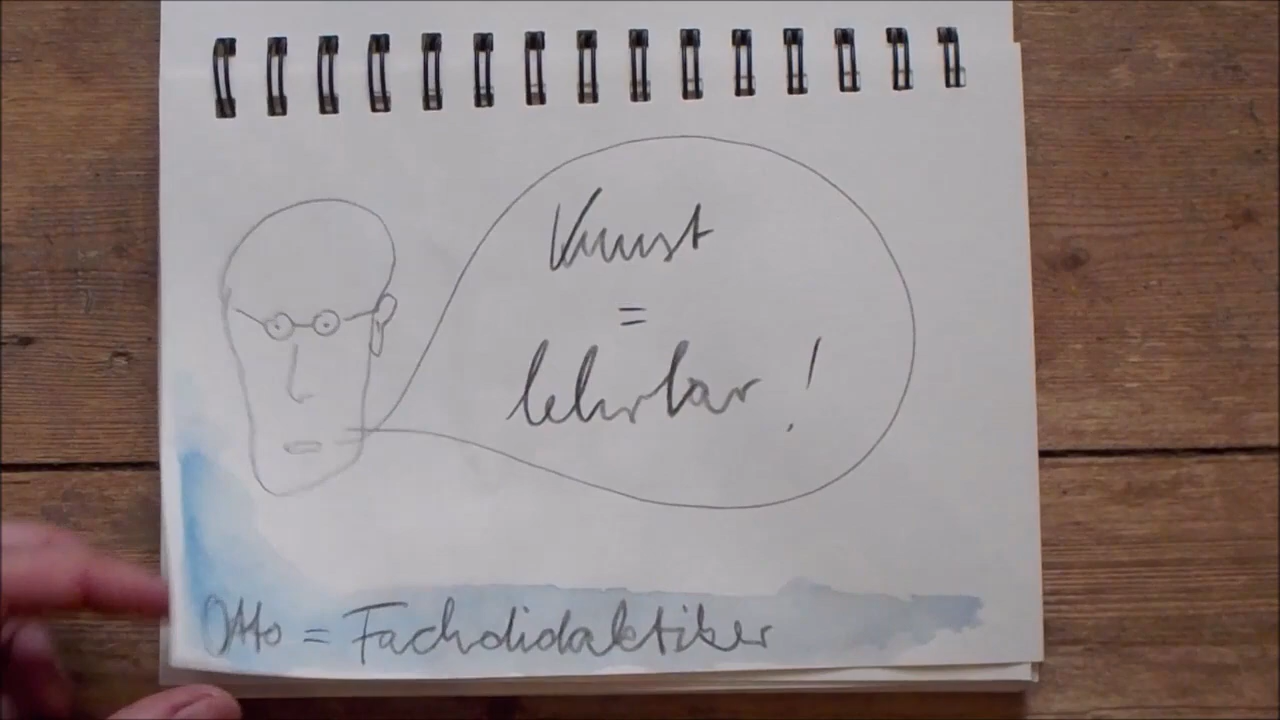 Kunst
=
lehrbar!
Otto = Fachdidaktiker